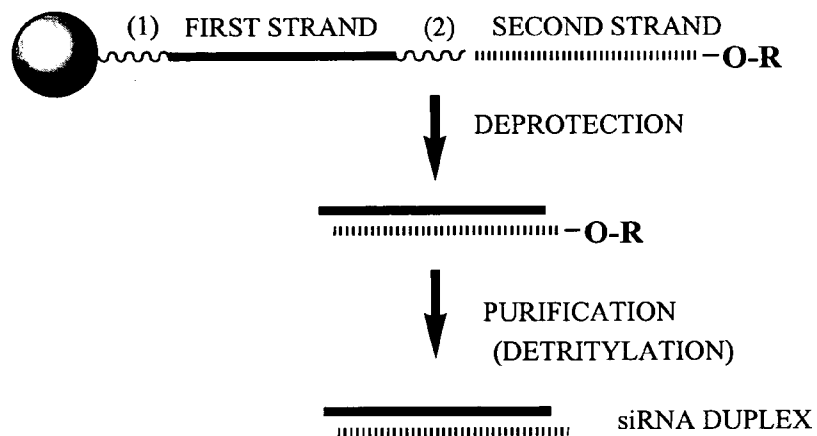 (1) FIRST STRAND (2) SECOND STRAND
–O-R
DEPROTECTION
–O-R
PURIFICATION
(DETRITYLATION)
siRNA DUPLEX